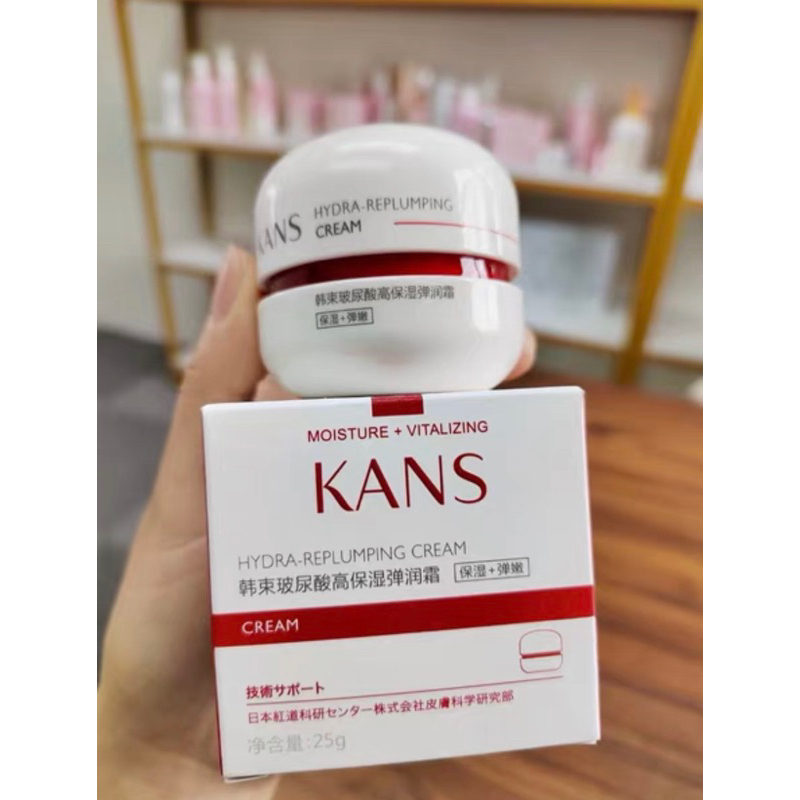 KANS HYDRA-REPLUMPING
CREAM
韩束玻尿酸高保湿弹润霜
保湿+弹嫩
MOISTURE + VITALIZING
KANS
HYDRA-REPLUMPING CREAM
韩束玻尿酸高保湿弹润霜 保湿+弹嫩
CREAM
技術サポート
日本紅道科研センター株式会社皮膚科学研究部
净含量:25g